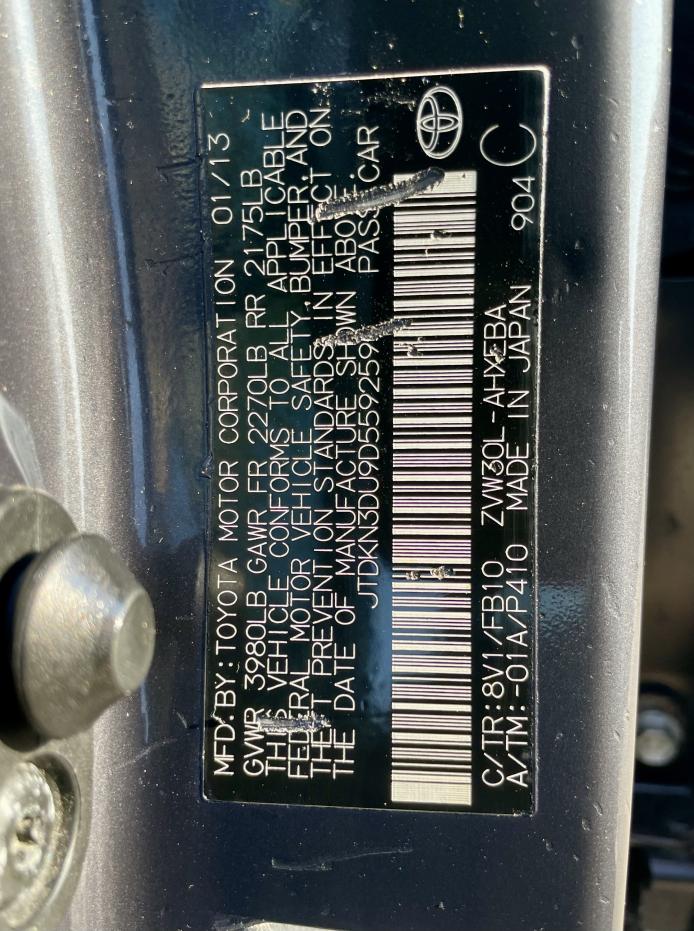 MFD. BY: TOYOTA MOTOR CORPORATION 01/13
GVWR 3980LB GAWR FR 2270LB RR 2175LB
THIS VEHICLE CONFORMS TO ALL APPLICABLE
FEDERAL MOTOR VEHICLE SAFETY, BUMPER, AND
THEFT PREVENTION STANDARDS IN EFFECT ON
THE DATE OF MANUFACTURE SHOWN ABOVE.
JTDKN3DU9D559259 PASS CAR
C/TR: 8V1/FB10 ZVW30L-AHXEBA
A/TM: -01A/P410 MADE IN JAPAN 904 C